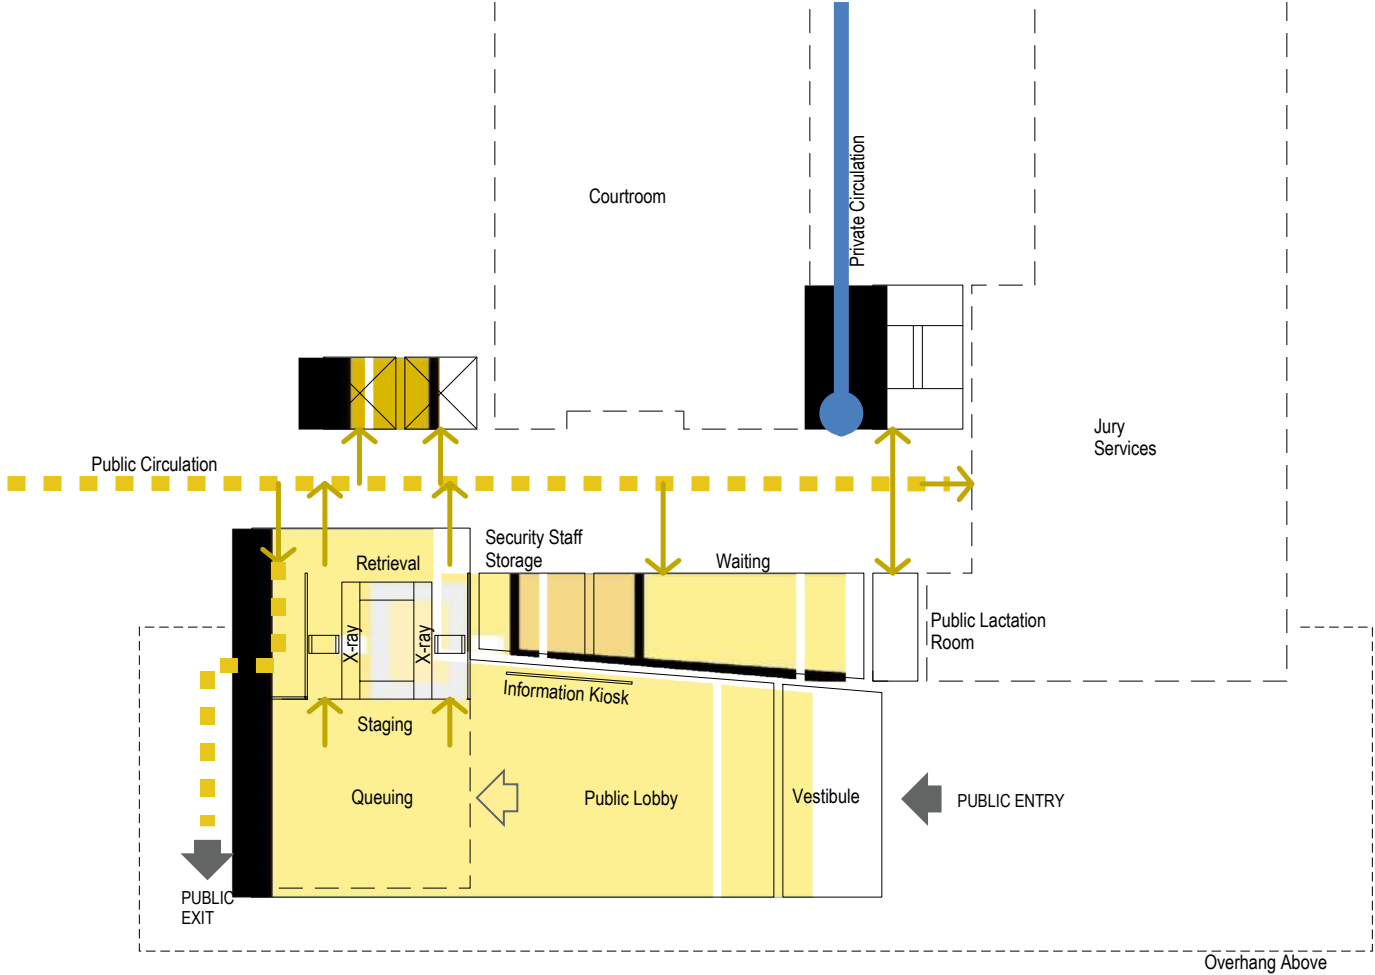 Private Circulation
Courtroom
Jury
Services
Public Circulation
Security Staff
Storage
Retrieval
Waiting
X-ray
X-ray
Public Lactation
Room
Information Kiosk
Staging
Queuing
Public Lobby
Vestibule
PUBLIC ENTRY
PUBLIC
EXIT
Overhang Above